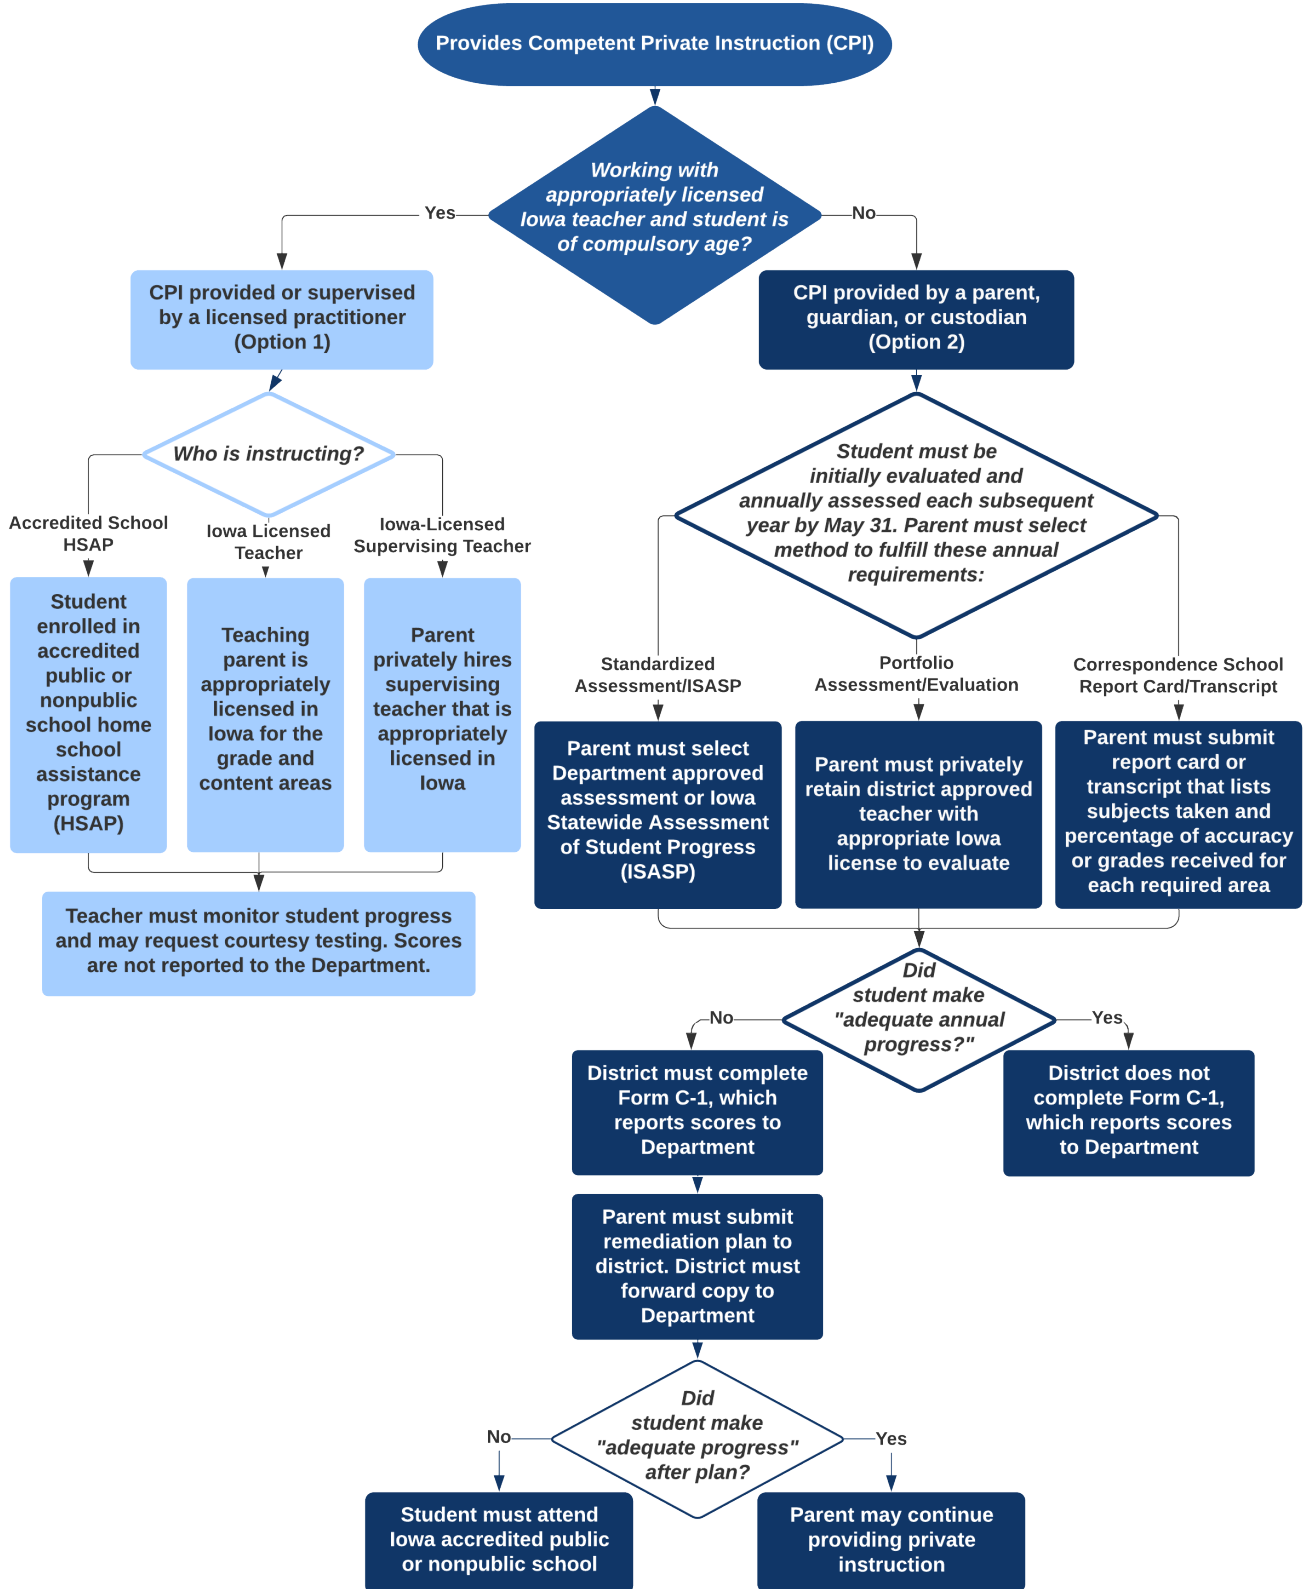 Provides Competent Private Instruction (CPI)
Working with
appropriately licensed
Iowa teacher and student is
of compulsory age?
Yes
No
CPI provided or supervised
by a licensed practitioner
(Option 1)
CPI provided by a parent,
guardian, or custodian
(Option 2)
Who is instructing?
Accredited School
HSAP
Iowa Licensed
Teacher
Iowa-Licensed
Supervising Teacher
Student
enrolled in
accredited
public or
nonpublic
school home
school
assistance
program
(HSAP)
Teaching
parent is
appropriately
licensed in
Iowa for the
grade and
content areas
Parent
privately hires
supervising
teacher that is
appropriately
licensed in
Iowa
Teacher must monitor student progress
and may request courtesy testing. Scores
are not reported to the Department.
Student must be
initially evaluated and
annually assessed each subsequent
year by May 31. Parent must select
method to fulfill these annual
requirements:
Standardized
Assessment/ISASP
Portfolio
Assessment/Evaluation
Correspondence School
Report Card/Transcript
Parent must select
Department approved
assessment or Iowa
Statewide Assessment
of Student Progress
(ISASP)
Parent must privately
retain district approved
teacher with
appropriate Iowa
license to evaluate
Parent must submit
report card or
transcript that lists
subjects taken and
percentage of accuracy
or grades received for
each required area
Did
student make
"adequate annual
progress?"
No
Yes
District must complete
Form C-1, which
reports scores to
Department
District does not
complete Form C-1,
which reports scores
to Department
Parent must submit
remediation plan to
district. District must
forward copy to
Department
Did
student make
"adequate progress"
after plan?
No
Yes
Student must attend
Iowa accredited public
or nonpublic school
Parent may continue
providing private
instruction